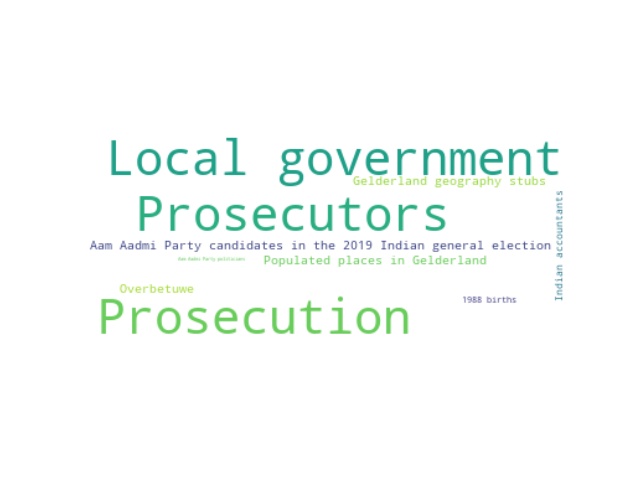 Local government
Gelderland geography stubs
Prosecutors
Indian accountants
Aam Aadmi Party candidates in the 2019 Indian general election
Aam Aadmi Party politicians
Populated places in Gelderland
Overbetuwe
1988 births
Prosecution